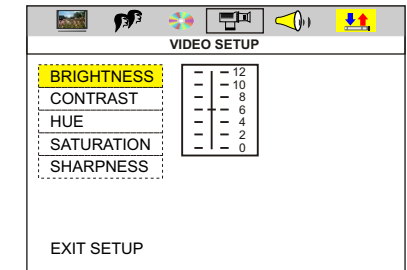 VIDEO SETUP
BRIGHTNESS
CONTRAST
HUE
SATURATION
SHARPNESS
12
10
8
6
4
2
0
EXIT SETUP